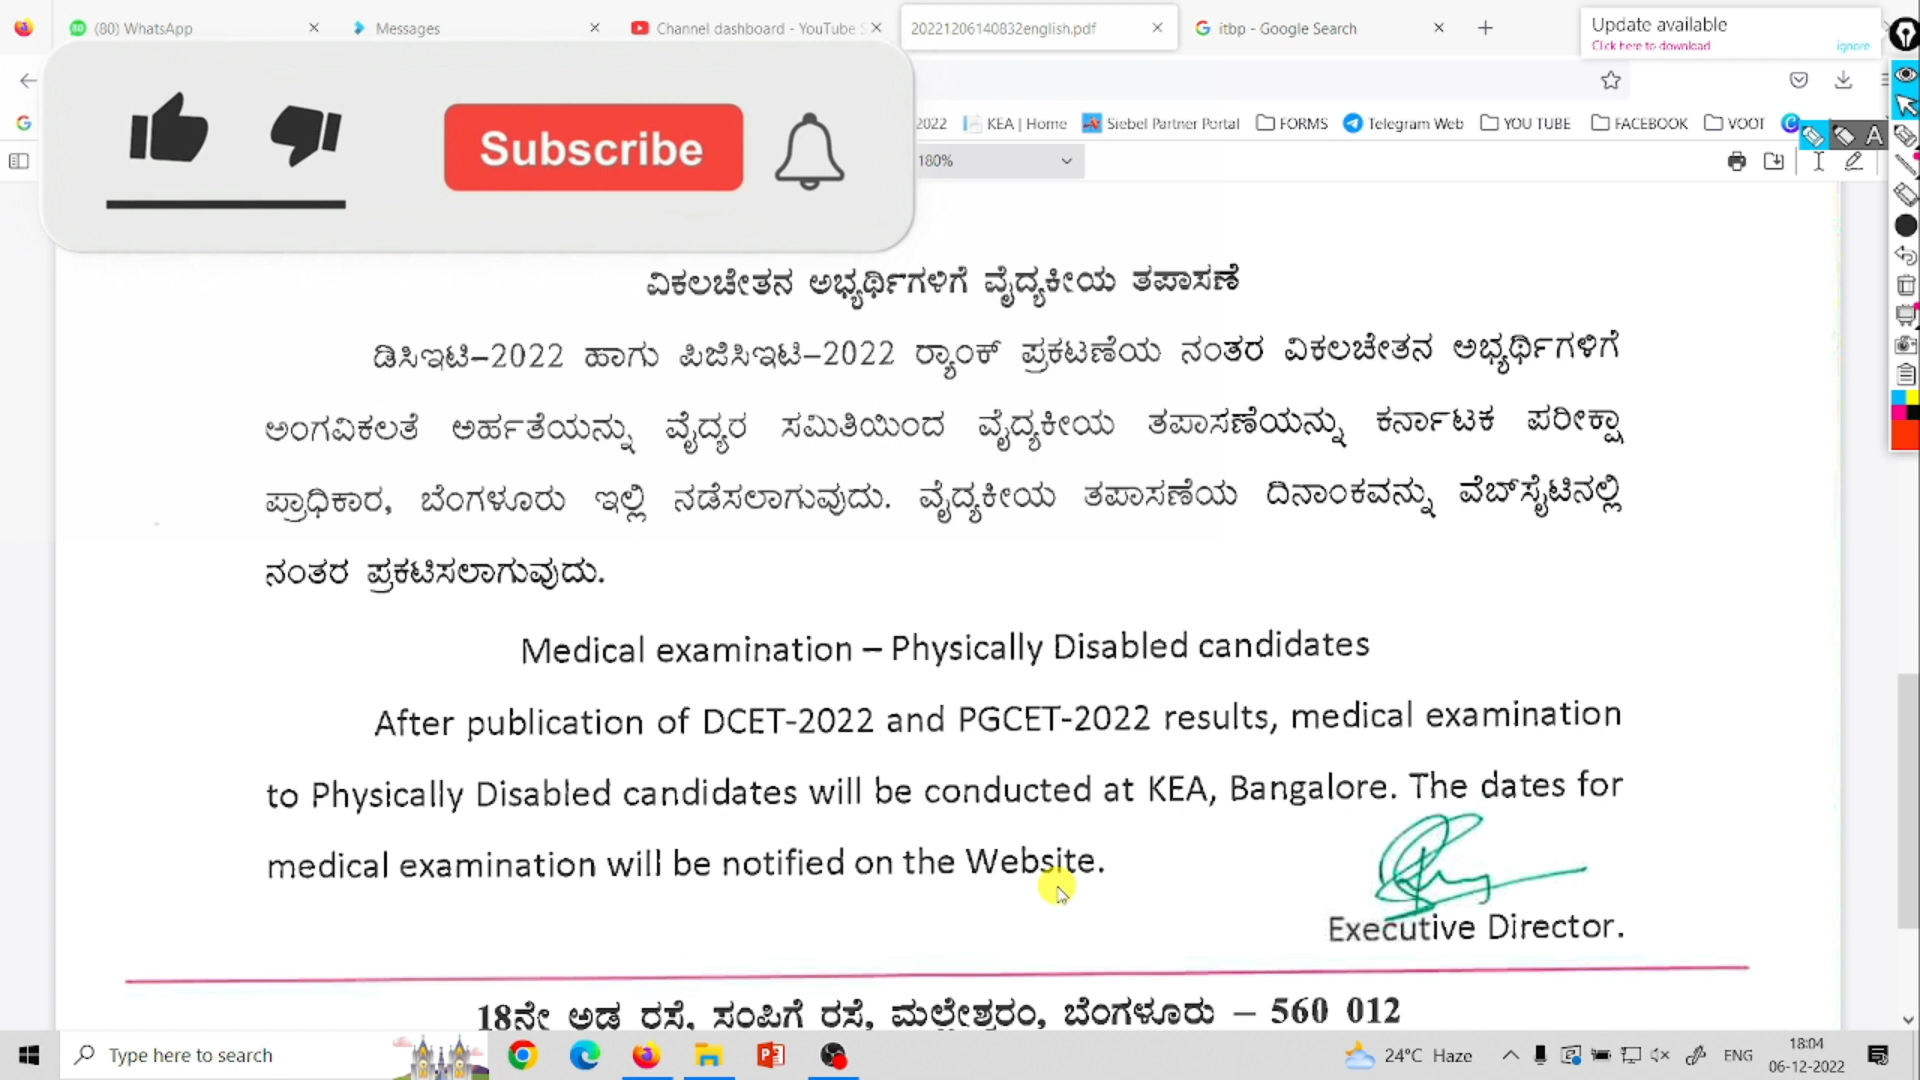 (80) WhatsApp
Messages
Channel dashboard - YouTube S
20221206140832english.pdf
itbp - Google Search
Update available
Click here to download
ignore
Subscribe
2022
KEA | Home
Siebel Partner Portal
FORMS
Telegram Web
YOU TUBE
FACEBOOK
VOOT
A
180%
ವಿಕಲಚೇತನ ಅಭ್ಯರ್ಥಿಗಳಿಗೆ ವೈದ್ಯಕೀಯ ತಪಾಸಣೆ
ಡಿಸಿಇಟಿ–2022 ಹಾಗು ಪಿಜಿಸಿಇಟಿ–2022 ರ‍್ಯಾಂಕ್ ಪ್ರಕಟಣೆಯ ನಂತರ ವಿಕಲಚೇತನ ಅಭ್ಯರ್ಥಿಗಳಿಗೆ
ಅಂಗವಿಕಲತೆ ಅರ್ಹತೆಯನ್ನು ವೈದ್ಯರ ಸಮಿತಿಯಿಂದ ವೈದ್ಯಕೀಯ ತಪಾಸಣೆಯನ್ನು ಕರ್ನಾಟಕ ಪರೀಕ್ಷಾ
ಪ್ರಾಧಿಕಾರ, ಬೆಂಗಳೂರು ಇಲ್ಲಿ ನಡೆಸಲಾಗುವುದು. ವೈದ್ಯಕೀಯ ತಪಾಸಣೆಯ ದಿನಾಂಕವನ್ನು ವೆಬ್‌ಸೈಟಿನಲ್ಲಿ
ನಂತರ ಪ್ರಕಟಿಸಲಾಗುವುದು.
Medical examination – Physically Disabled candidates
After publication of DCET-2022 and PGCET-2022 results, medical examination
to Physically Disabled candidates will be conducted at KEA, Bangalore. The dates for
medical examination will be notified on the Website.
Executive Director.
18ನೇ ಅಡ್ಡ ರಸ್ತೆ, ಸಂಪಿಗೆ ರಸ್ತೆ, ಮಲ್ಲೇಶ್ವರಂ, ಬೆಂಗಳೂರು – 560 012
Type here to search
24°C Haze
ENG
18:04
06-12-2022